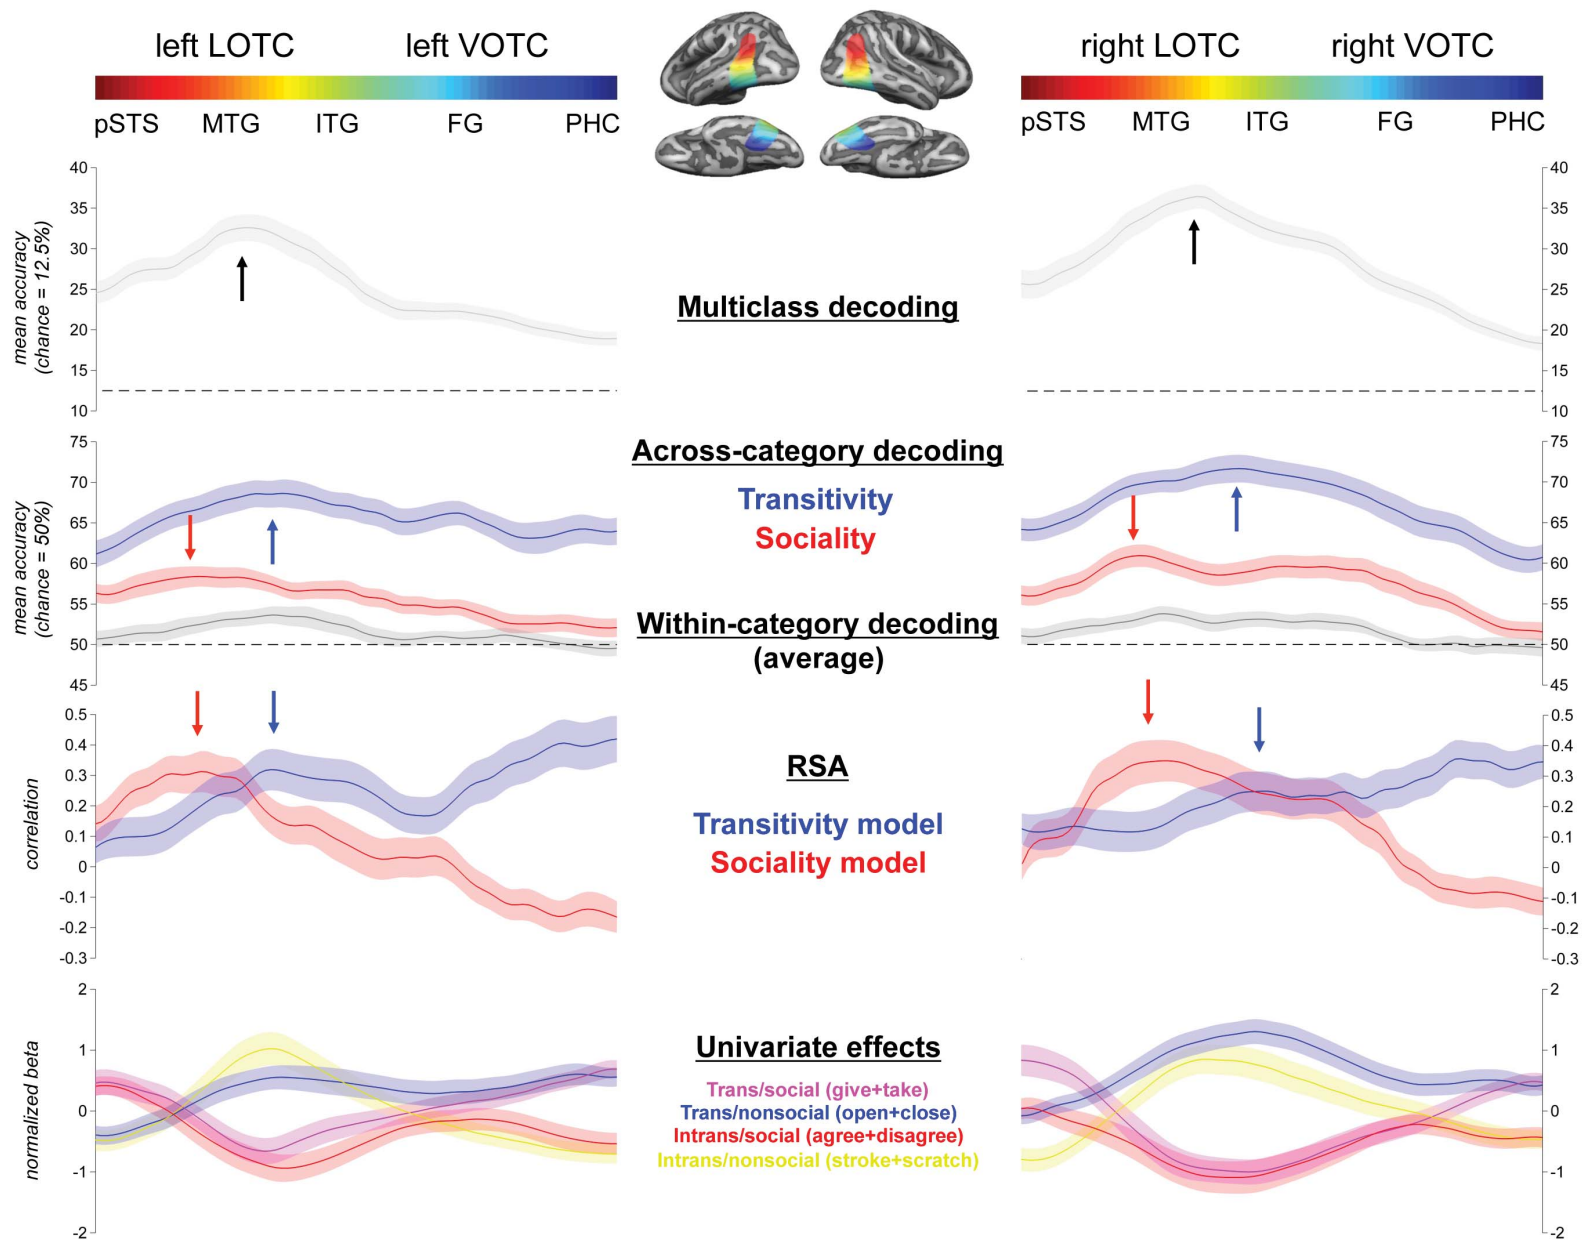 left LOTC left VOTC
right LOTC right VOTC
pSTS MTG ITG FG PHC
pSTS MTG ITG FG PHC
mean accuracy
(chance = 12.5%)
40
35
30
25
20
15
10
Multiclass decoding
40
35
30
25
20
15
10
mean accuracy
(chance = 50%)
75
70
65
60
55
50
45
Across-category decoding
Transitivity
Sociality
Within-category decoding
(average)
75
70
65
60
55
50
45
correlation
0.5
0.4
0.3
0.2
0.1
0
-0.1
-0.2
-0.3
RSA
Transitivity model
Sociality model
0.5
0.4
0.3
0.2
0.1
0
-0.1
-0.2
-0.3
normalized beta
2
1
0
-1
-2
Univariate effects
Trans/social (give+take)
Trans/nonsocial (open+close)
Intrans/social (agree+disagree)
Intrans/nonsocial (stroke+scratch)
2
1
0
-1
-2